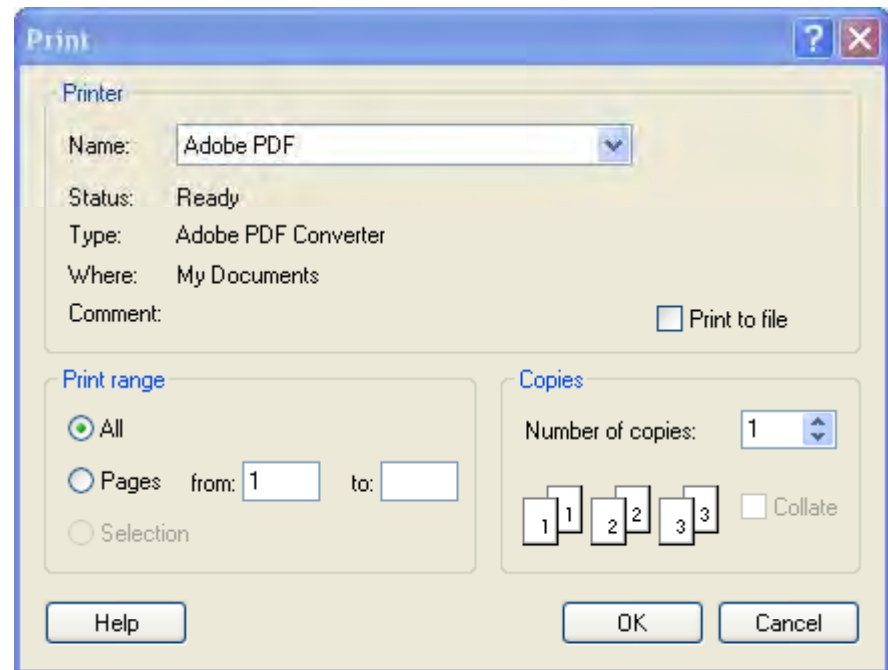 Print
Printer
Name: Adobe PDF
Status: Ready
Type: Adobe PDF Converter
Where: My Documents
Comment:
Print to file
Print range
All
Pages from: 1 to:
Selection
Copies
Number of copies: 1
1 1 2 2 3 3
Collate
Help OK Cancel